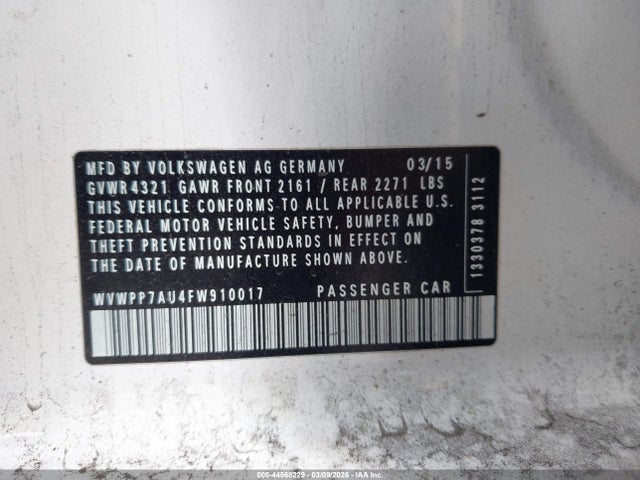 MFD BY VOLKSWAGEN AG GERMANY 03/15
GVWR 4321 GAWR FRONT 2161 / REAR 2271 LBS
THIS VEHICLE CONFORMS TO ALL APPLICABLE U.S.
FEDERAL MOTOR VEHICLE SAFETY, BUMPER AND
THEFT PREVENTION STANDARDS IN EFFECT ON
THE DATE OF MANUFACTURE SHOWN ABOVE.
WVWPP7AU4FW910017 PASSENGER CAR
1330378 3112
000-44568229 - 03/09/2026 - IAA Inc.